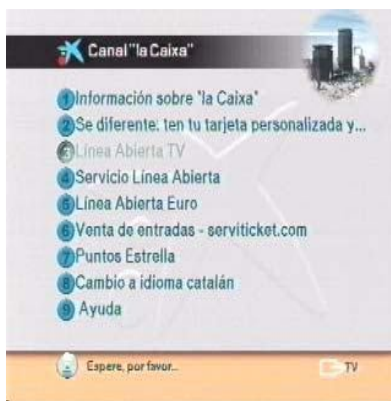 Canal "la Caixa"
1 Información sobre "la Caixa"
2 Se diferente: ten tu tarjeta personalizada y...
3 Línea Abierta TV
4 Servicio Línea Abierta
5 Línea Abierta Euro
6 Venta de entradas - serviticket.com
7 Puntos Estrella
8 Cambio a idioma catalán
9 Ayuda
Espere, por favor... TV